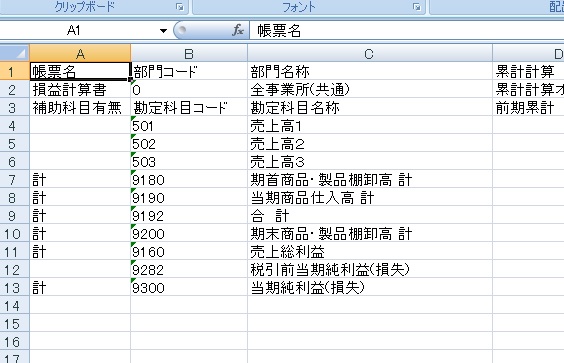 クリップボード フォント 配
A1 fx 帳票名
A B C D
1 帳票名 部門コード 部門名称 累計計算
2 損益計算書 0 全事業所(共通) 累計計算オ
3 補助科目有無 勘定科目コード 勘定科目名称 前期累計
4 501 売上高1
5 502 売上高2
6 503 売上高3
7 計 9180 期首商品・製品棚卸高 計
8 計 9190 当期商品仕入高 計
9 計 9192 合 計
10 計 9200 期末商品・製品棚卸高 計
11 計 9160 売上総利益
12 9282 税引前当期純利益(損失)
13 計 9300 当期純利益(損失)
14
15
16
17